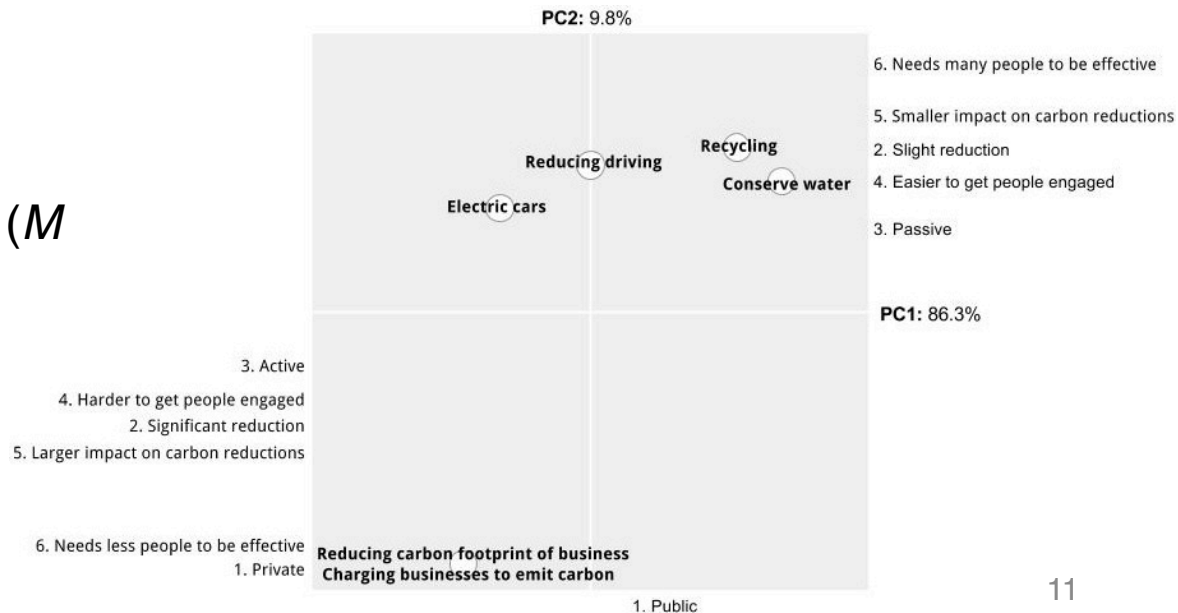 PC2: 9.8%
6. Needs many people to be effective
5. Smaller impact on carbon reductions
Recycling
2. Slight reduction
Reducing driving
Conserve water
4. Easier to get people engaged
Electric cars
(M
3. Passive
PC1: 86.3%
3. Active
4. Harder to get people engaged
2. Significant reduction
5. Larger impact on carbon reductions
6. Needs less people to be effective
Reducing carbon footprint of business
1. Private
Charging businesses to emit carbon
11
1. Public